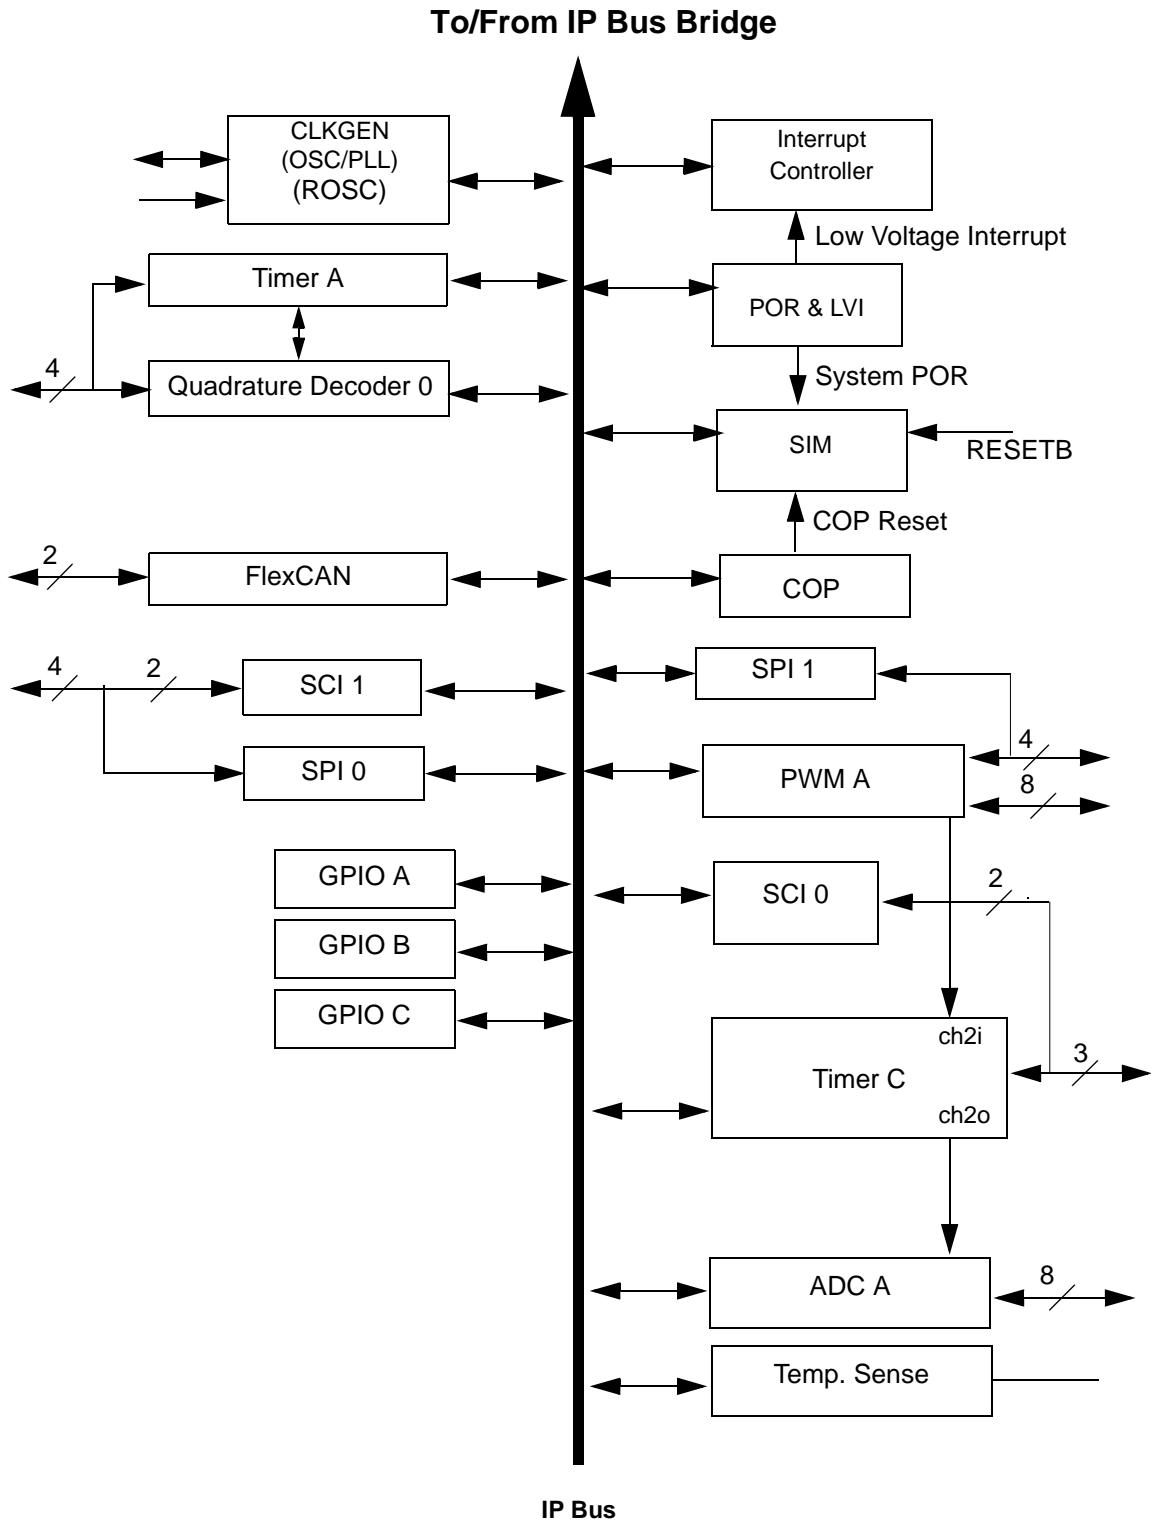 To/From IP Bus Bridge
CLKGEN
(OSC/PLL)
(ROSC)
Timer A
4
Quadrature Decoder 0
2
FlexCAN
4
2
SCI 1
SPI 0
GPIO A
GPIO B
GPIO C
Interrupt
Controller
Low Voltage Interrupt
POR & LVI
System POR
SIM
RESETB
COP Reset
COP
SPI 1
4
PWM A
8
SCI 0
2
ch2i
3
Timer C
ch2o
ADC A
8
Temp. Sense
IP Bus